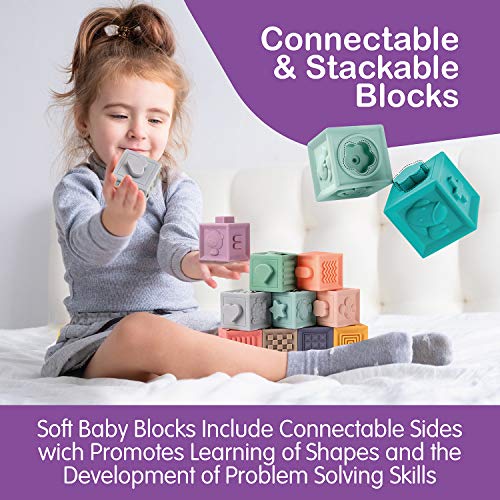 Connectable
& Stackable
Blocks
Soft Baby Blocks Include Connectable Sides
wich Promotes Learning of Shapes and the
Development of Problem Solving Skills